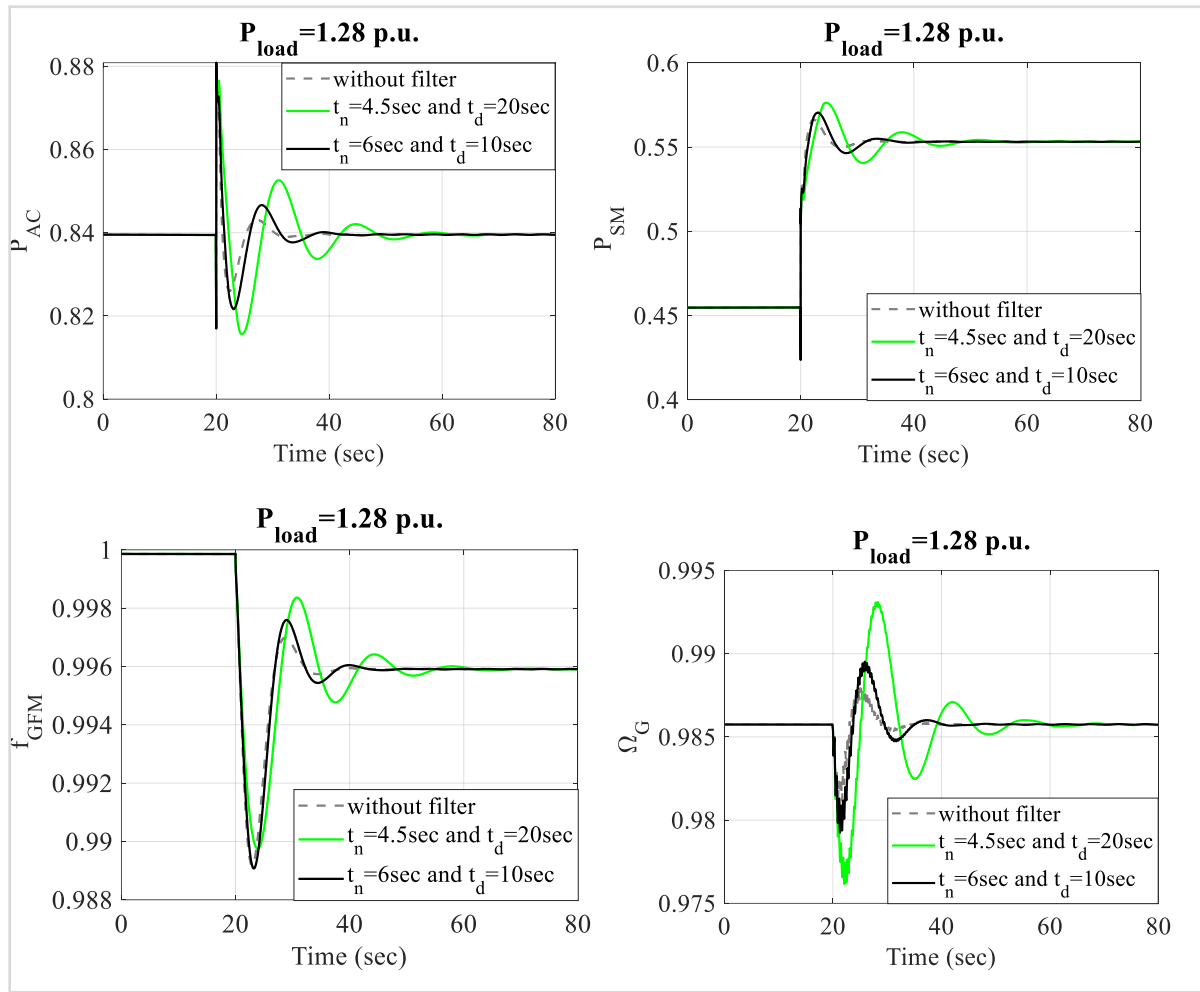 P_load=1.28 p.u.
0.88
0.86
0.84
0.82
0.8
P_AC
without filter
t_n=4.5sec and t_d=20sec
t_n=6sec and t_d=10sec
0 20 40 60 80
Time (sec)
P_load=1.28 p.u.
0.6
0.55
0.5
0.45
0.4
P_SM
without filter
t_n=4.5sec and t_d=20sec
t_n=6sec and t_d=10sec
0 20 40 60 80
Time (sec)
P_load=1.28 p.u.
1
0.998
0.996
0.994
0.992
0.99
0.988
f_GFM
without filter
t_n=4.5sec and t_d=20sec
t_n=6sec and t_d=10sec
0 20 40 60 80
Time (sec)
P_load=1.28 p.u.
0.995
0.99
0.985
0.98
0.975
Ω_G
without filter
t_n=4.5sec and t_d=20sec
t_n=6sec and t_d=10sec
0 20 40 60 80
Time (sec)